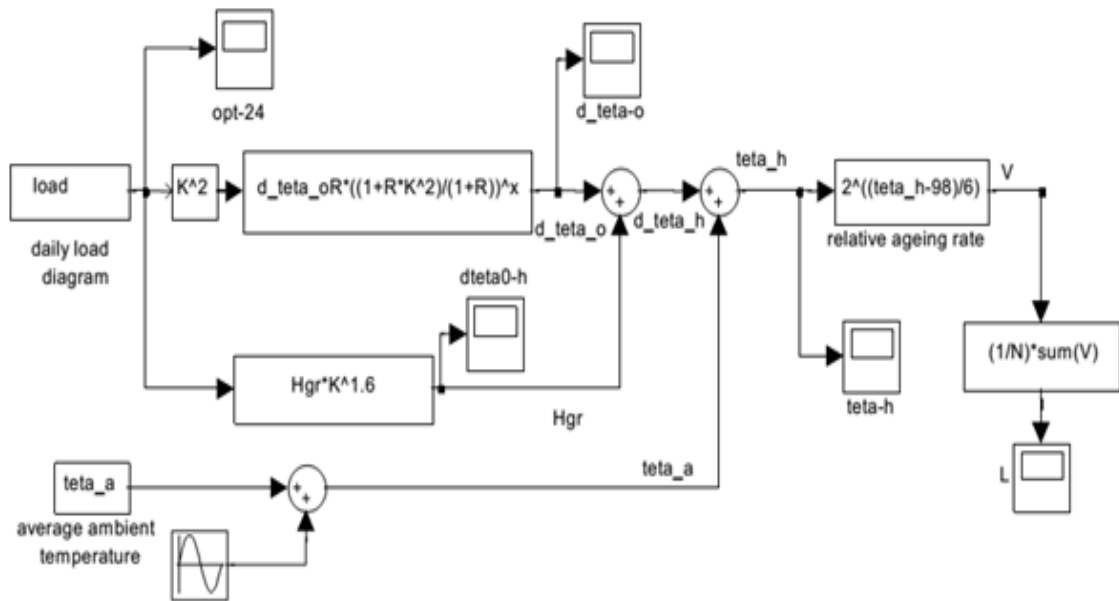 opt-24
d_teta-o
load
K^2
d_teta_oR*((1+R*K^2)/(1+R))^x
+
+
d_teta_o
d_teta_h
+
+
teta_h
2^((teta_h-98)/6)
V
relative ageing rate
daily load
diagram
dteta0-h
Hgr*K^1.6
Hgr
teta-h
(1/N)*sum(V)
L
teta_a
+
+
teta_a
average ambient
temperature